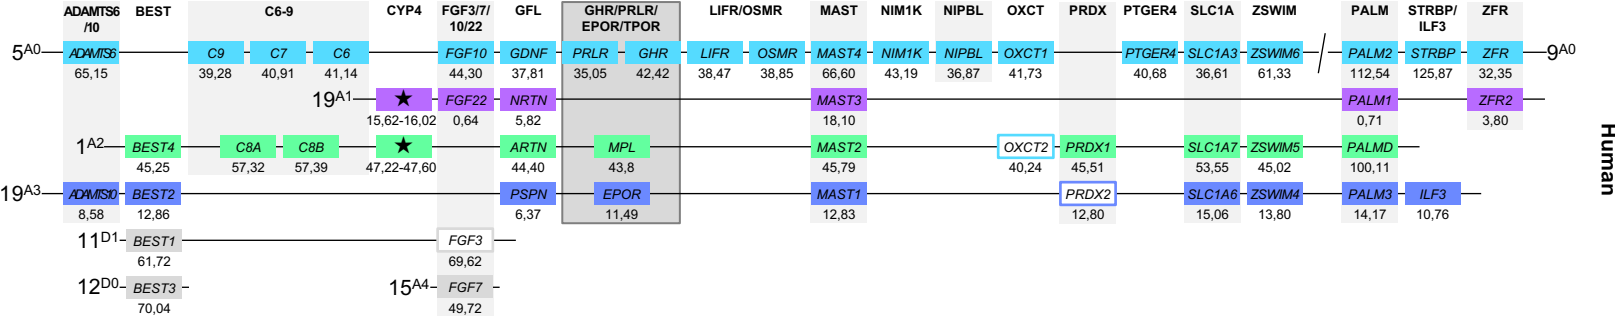 ADAMTS6 BEST C6-9 CYP4 FGF3/7/ GFL GHR/PRLR/ LIFR/OSMR MAST NIM1K NIPBL OXCT PRDX PTGER4 SLC1A ZSWIM PALM STRBP/ ZFR
/10 10/22 EPOR/TPOR ILF3
5A0 ADAMTS6 C9 C7 C6 FGF10 GDNF PRLR GHR LIFR OSMR MAST4 NIM1K NIPBL OXCT1 PTGER4 SLC1A3 ZSWIM6 PALM2 STRBP ZFR 9A0
65,15 39,28 40,91 41,14 44,30 37,81 35,05 42,42 38,47 38,85 66,60 43,19 36,87 41,73 40,68 36,61 61,33 112,54 125,87 32,35
19A1 ★ FGF22 NRTN MAST3 PALM1 ZFR2
15,62-16,02 0,64 5,82 18,10 0,71 3,80
1A2 BEST4 C8A C8B ★ ARTN MPL MAST2 OXCT2 PRDX1 SLC1A7 ZSWIM5 PALMD
45,25 57,32 57,39 47,22-47,60 44,40 43,8 45,79 40,24 45,51 53,55 45,02 100,11
19A3 ADAMTS10 BEST2 PSPN EPOR MAST1 PRDX2 SLC1A6 ZSWIM4 PALM3 ILF3
8,58 12,86 6,37 11,49 12,83 12,80 15,06 13,80 14,17 10,76
11D1 BEST1 FGF3
61,72 69,62
12D0 BEST3 15A4 FGF7
70,04 49,72
Human